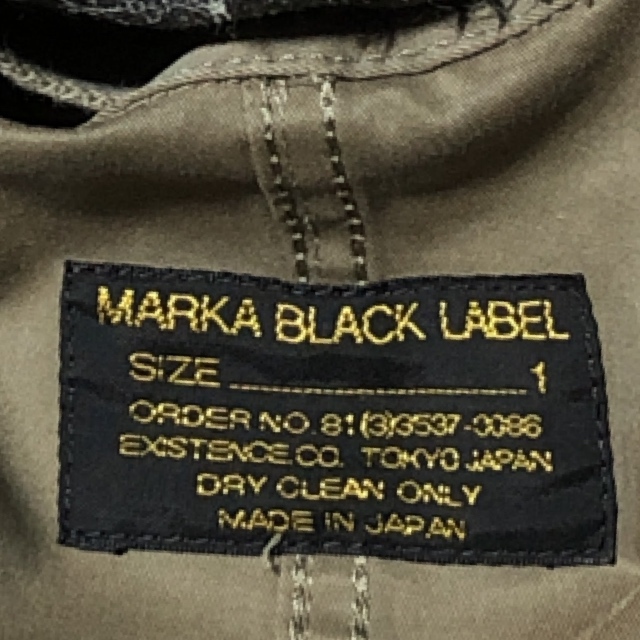 MARKA BLACK LABEL
SIZE 1
ORDER NO. 81(3)3537-0086
EXISTENCE CO. TOKYO JAPAN
DRY CLEAN ONLY
MADE IN JAPAN